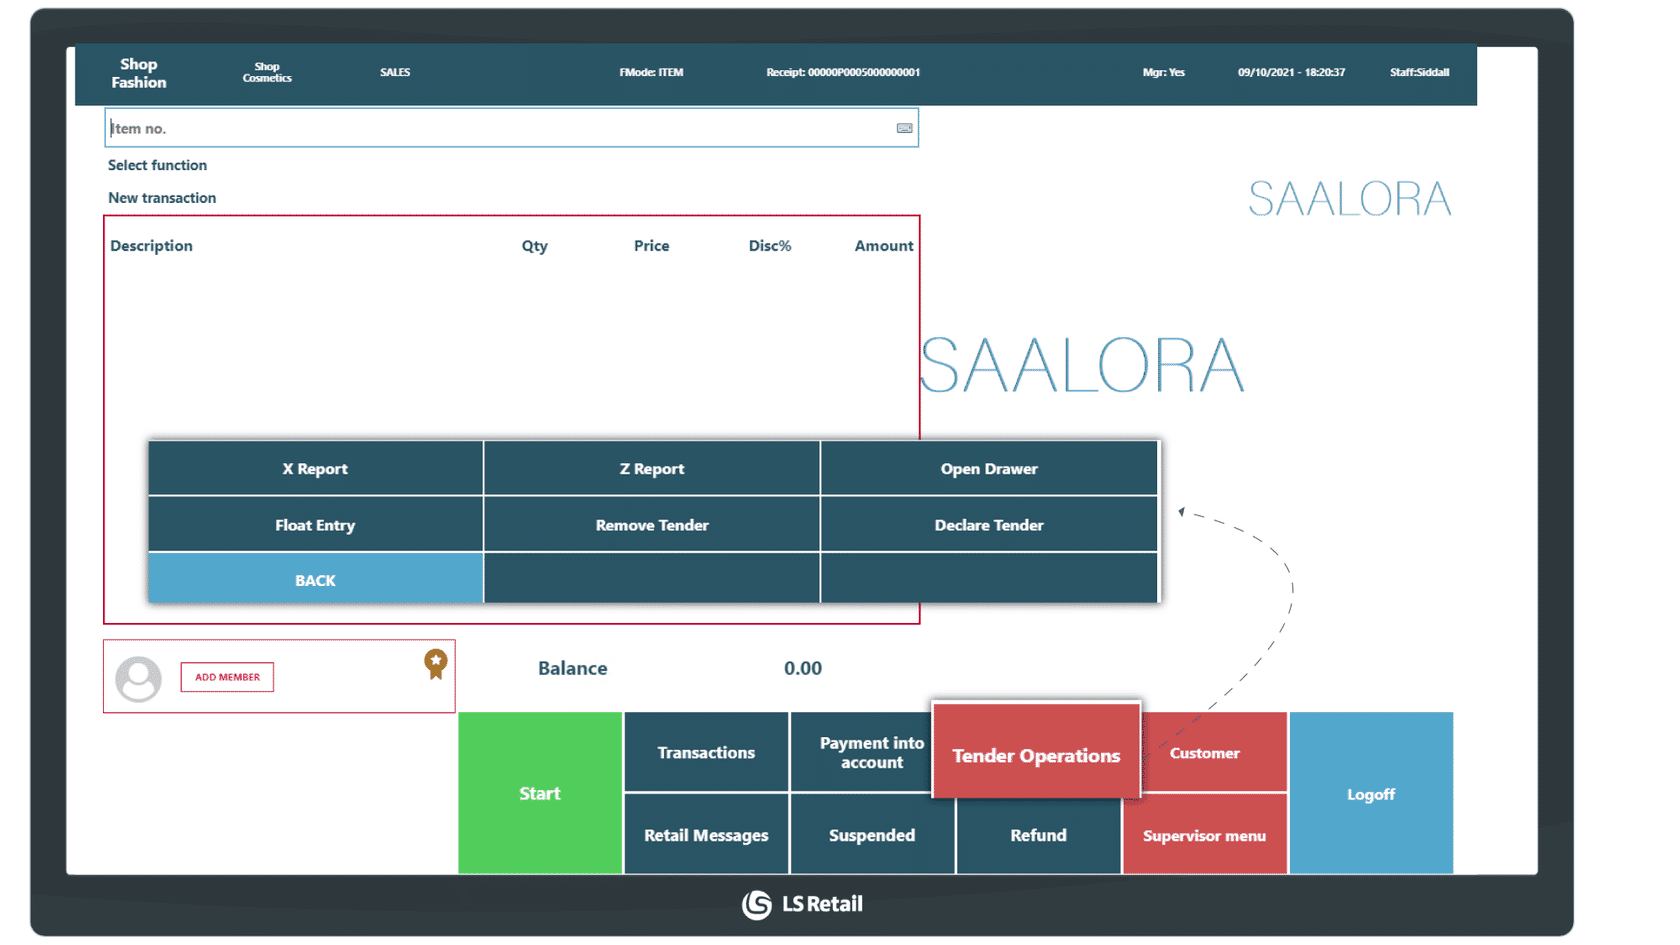 Shop
Fashion
Shop
Cosmetics
SALES
FMode: ITEM
Receipt: 00000P0005000000001
Mgr: Yes
09/10/2021 - 18:20:37
Staff:Siddall
Item no.
Select function
New transaction
SAALORA
Description Qty Price Disc% Amount
SAALORA
X Report Z Report Open Drawer
Float Entry Remove Tender Declare Tender
BACK
ADD MEMBER
Balance 0.00
Start
Transactions
Payment into
account
Tender Operations
Customer
Logoff
Retail Messages
Suspended
Refund
Supervisor menu
LS Retail